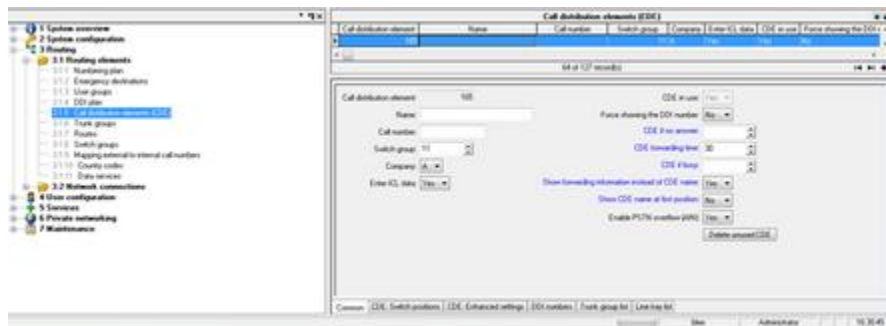 Call distribution elements (CDE)
1 System overview
2 System configuration
3 Routing
3.1 Routing elements
3.1.1 Numbering plan
3.1.2 Emergency destinations
3.1.3 User groups
3.1.4 DDI plan
3.1.5 Call distribution elements (CDE)
3.1.6 Trunk groups
3.1.7 Routes
3.1.8 Switch groups
3.1.9 Mapping external to internal call numbers
3.1.10 Country codes
3.1.11 Data services
3.2 Network connections
4 User configuration
5 Services
6 Private networking
7 Maintenance
Call distribution element Name Call number Switch group Company Enter ICL data CDE in use Force showing the DDI
Yes Yes No
64 of 127 record(s)
Call distribution element
Name
Call number
Switch group 11
Company A...
Enter ICL data Yes
CDE in use Yes
Force showing the DDI number No
CDE if no answer
CDE forwarding time 30
CDE if busy
Show forwarding information instead of CDE name Yes
Show CDE name at first position No
Enable PSTN overflow Yes
Delete unused CDE...
Common CDE: Switch positions CDE: Enhanced settings DDI numbers Trunk group list Line key list
Administrator 16:35:45